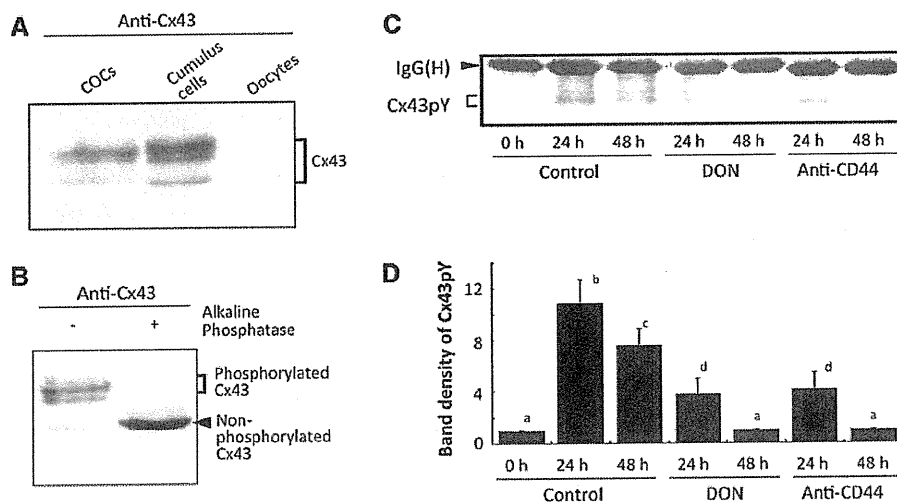 A
Anti-Cx43
COCs
Cumulus
cells
Oocytes
Cx43
B
Anti-Cx43
- +
Alkaline
Phosphatase
Phosphorylated
Cx43
Non-
phosphorylated
Cx43
C
IgG(H)
Cx43pY
0 h 24 h 48 h 24 h 48 h 24 h 48 h
Control DON Anti-CD44
D
Band density of Cx43pY
12
8
4
0
a b c d a d a
0 h 24 h 48 h 24 h 48 h 24 h 48 h
Control DON Anti-CD44